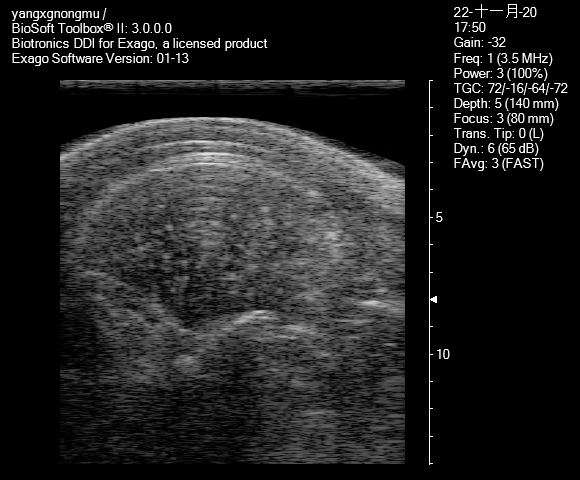 yangxgnongmu /
BioSoft Toolbox® II: 3.0.0.0
Biotronics DDI for Exago, a licensed product
Exago Software Version: 01-13
22-十一月-20
17:50
Gain: -32
Freq: 1 (3.5 MHz)
Power: 3 (100%)
TGC: 72/-16/-64/-72
Depth: 5 (140 mm)
Focus: 3 (80 mm)
Trans. Tip: 0 (L)
Dyn.: 6 (65 dB)
FAvg: 3 (FAST)
5
10